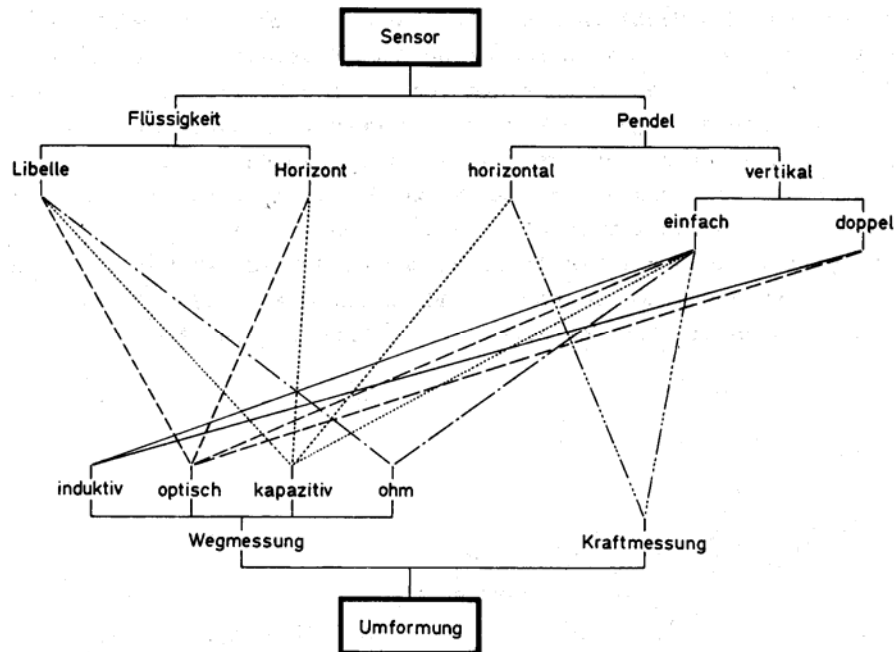 Sensor
Flüssigkeit
Pendel
Libelle
Horizont
horizontal
vertikal
einfach
doppel
induktiv
optisch
kapazitiv
ohm
Wegmessung
Kraftmessung
Umformung